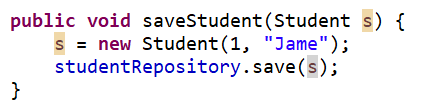 public void saveStudent(Student s) {
    s = new Student(1, "Jame");
    studentRepository.save(s);
}